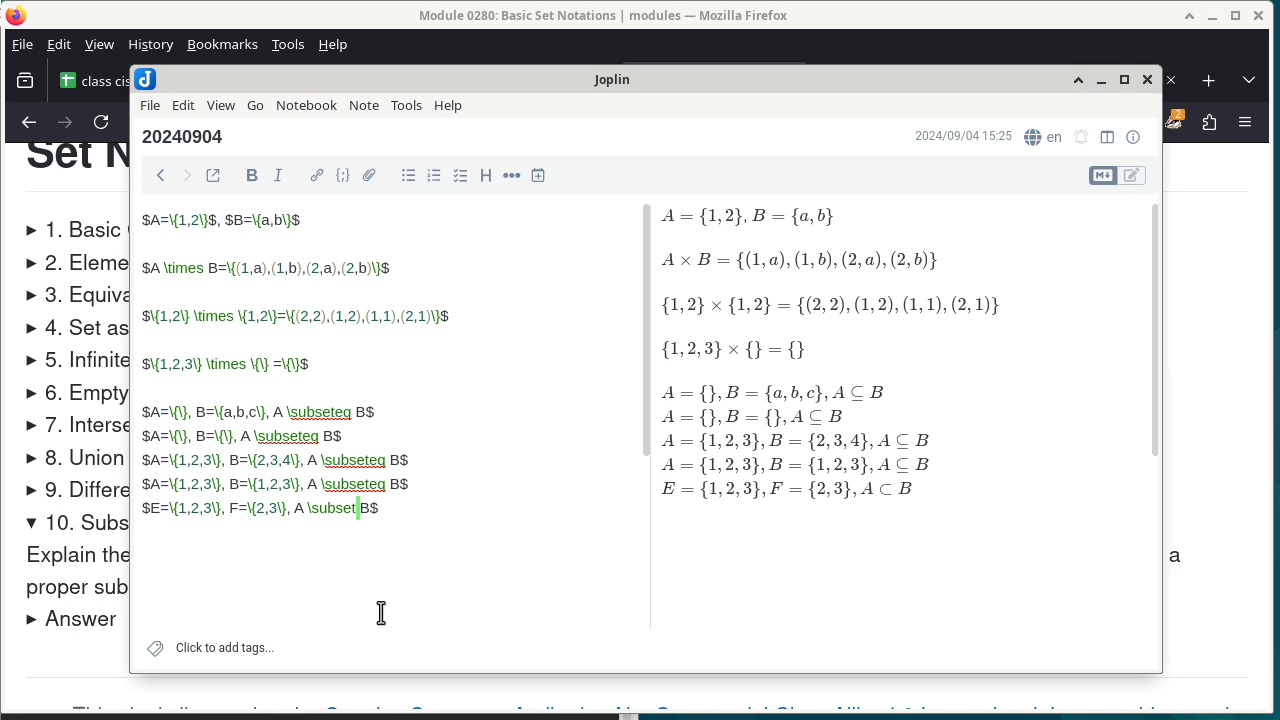 Module 0280: Basic Set Notations | modules — Mozilla Firefox
File Edit View History Bookmarks Tools Help
class cis
2
Set N
1. Basic
2. Eleme
3. Equiva
4. Set as
5. Infinite
6. Empty
7. Interse
8. Union
9. Differe
10. Subs
Explain the
a
proper sub
Answer
Joplin
File Edit View Go Notebook Note Tools Help
20240904
2024/09/04 15:25 en
B I H M
$A=\{1,2\}$, $B=\{a,b\}$
$A \times B=\{(1,a),(1,b),(2,a),(2,b)\}$
$\{1,2\} \times \{1,2\}=\{(2,2),(1,2),(1,1),(2,1)\}$
$\{1,2,3\} \times \{\} =\{\}$
$A=\{\}, B=\{a,b,c\}, A \subseteq B$
$A=\{\}, B=\{\}, A \subseteq B$
$A=\{1,2,3\}, B=\{2,3,4\}, A \subseteq B$
$A=\{1,2,3\}, B=\{1,2,3\}, A \subseteq B$
$E=\{1,2,3\}, F=\{2,3\}, A \subset B$
A = {1, 2}, B = {a, b}
A × B = {(1, a), (1, b), (2, a), (2, b)}
{1, 2} × {1, 2} = {(2, 2), (1, 2), (1, 1), (2, 1)}
{1, 2, 3} × {} = {}
A = {}, B = {a, b, c}, A ⊆ B
A = {}, B = {}, A ⊆ B
A = {1, 2, 3}, B = {2, 3, 4}, A ⊆ B
A = {1, 2, 3}, B = {1, 2, 3}, A ⊆ B
E = {1, 2, 3}, F = {2, 3}, A ⊂ B
Click to add tags...